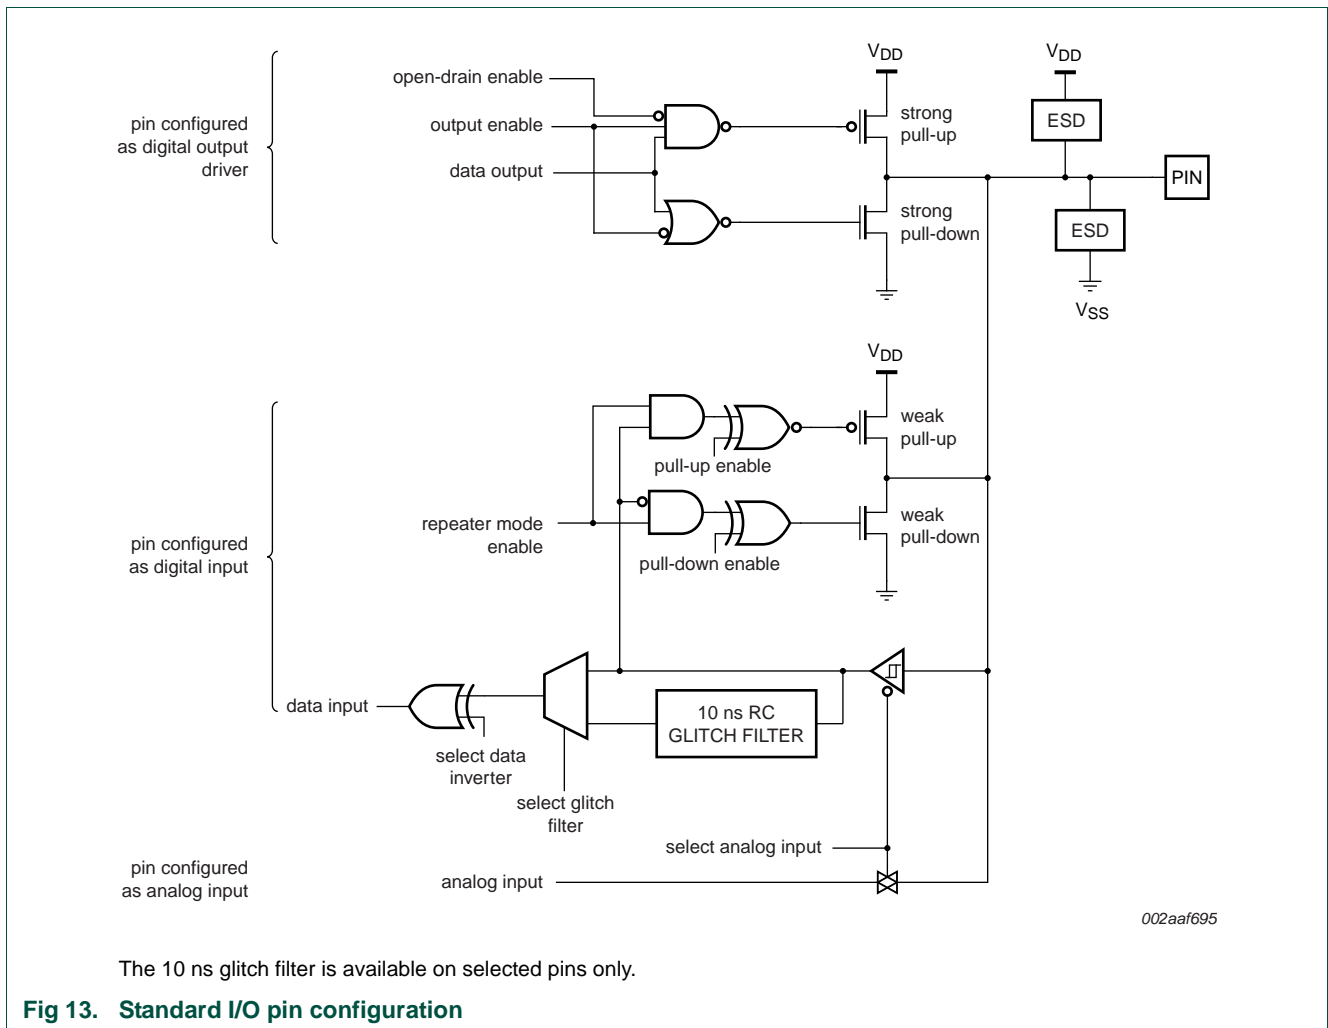 pin configured
as digital output
driver
open-drain enable
output enable
data output
VDD
strong
pull-up
strong
pull-down
VDD
ESD
PIN
ESD
VSS
pin configured
as digital input
VDD
weak
pull-up
pull-up enable
repeater mode
enable
weak
pull-down
pull-down enable
data input
select data
inverter
select glitch
filter
10 ns RC
GLITCH FILTER
select analog input
pin configured
as analog input
analog input
002aaf695
The 10 ns glitch filter is available on selected pins only.
Fig 13. Standard I/O pin configuration